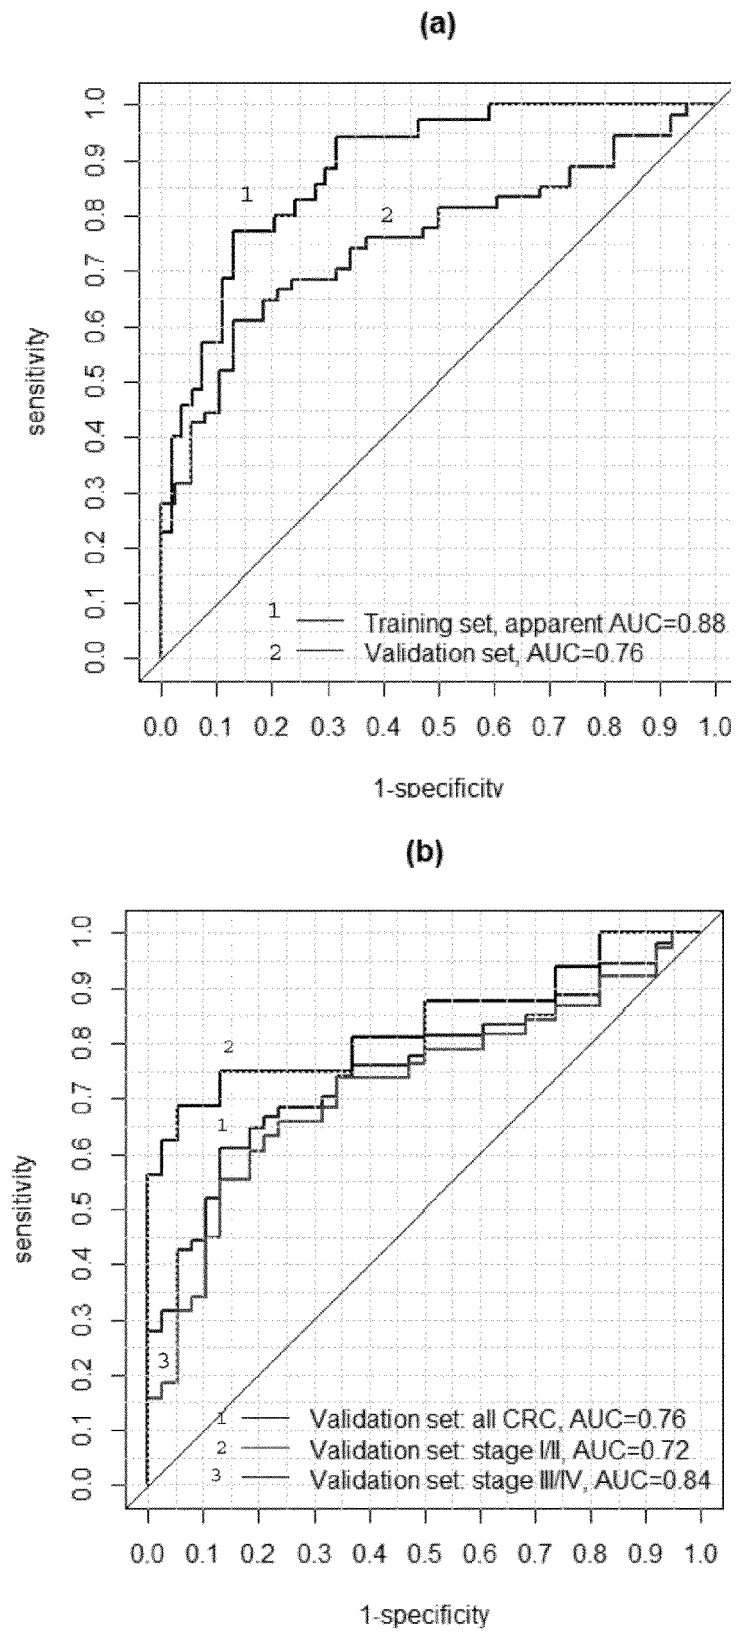 (a)
1.0
0.9
0.8
0.7
0.6
0.5
0.4
0.3
0.2
0.1
0.0
sensitivity
1
2
1 Training set, apparent AUC=0.88
2 Validation set, AUC=0.76
0.0 0.1 0.2 0.3 0.4 0.5 0.6 0.7 0.8 0.9 1.0
1-specificity
(b)
1.0
0.9
0.8
0.7
0.6
0.5
0.4
0.3
0.2
0.1
0.0
sensitivity
2
1
3
1 Validation set: all CRC, AUC=0.76
2 Validation set: stage I/II, AUC=0.72
3 Validation set: stage III/IV, AUC=0.84
0.0 0.1 0.2 0.3 0.4 0.5 0.6 0.7 0.8 0.9 1.0
1-specificity